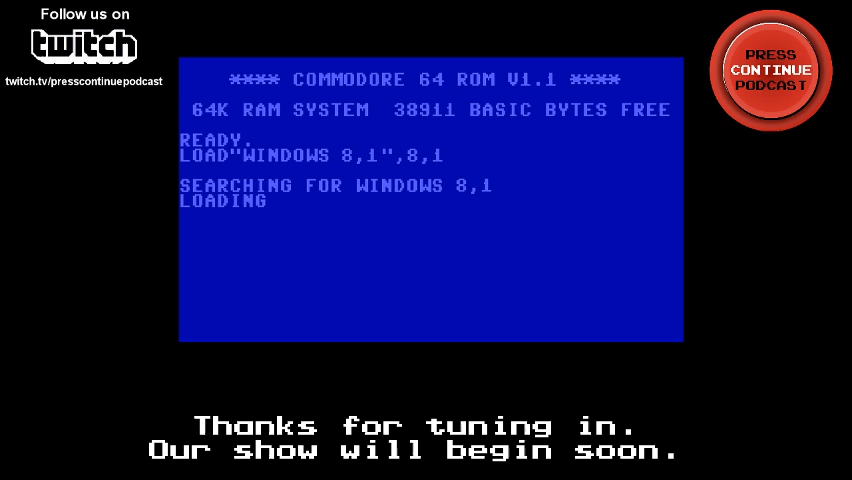 Follow us on
twitch
twitch.tv/presscontinuepodcast
PRESS
CONTINUE
PODCAST
**** COMMODORE 64 ROM V1.1 ****
64K RAM SYSTEM 38911 BASIC BYTES FREE
READY.
LOAD"WINDOWS 8,1",8,1
SEARCHING FOR WINDOWS 8,1
LOADING
Thanks for tuning in.
Our show will begin soon.